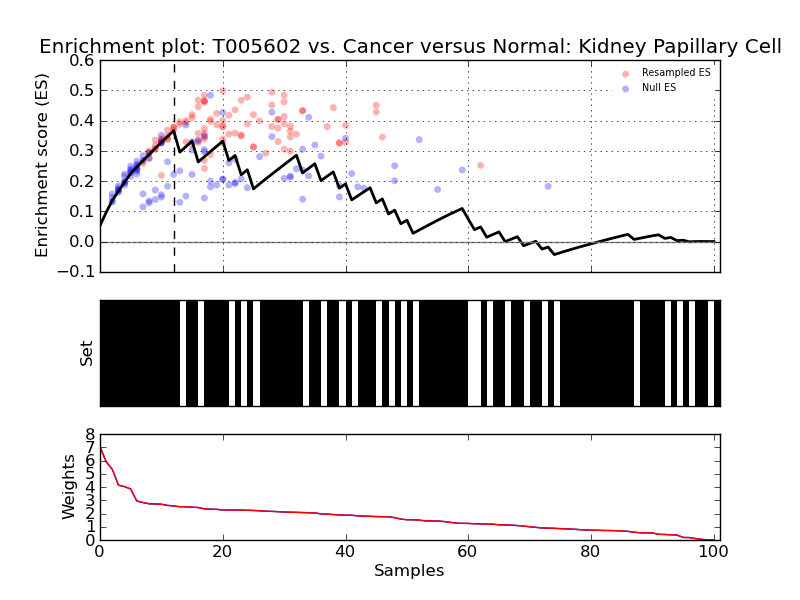 Enrichment plot: T005602 vs. Cancer versus Normal: Kidney Papillary Cell
Enrichment score (ES)
0.6
0.5
0.4
0.3
0.2
0.1
0.0
−0.1
Resampled ES
Null ES
Set
Weights
8
7
6
5
4
3
2
1
0
0 20 40 60 80 100
Samples